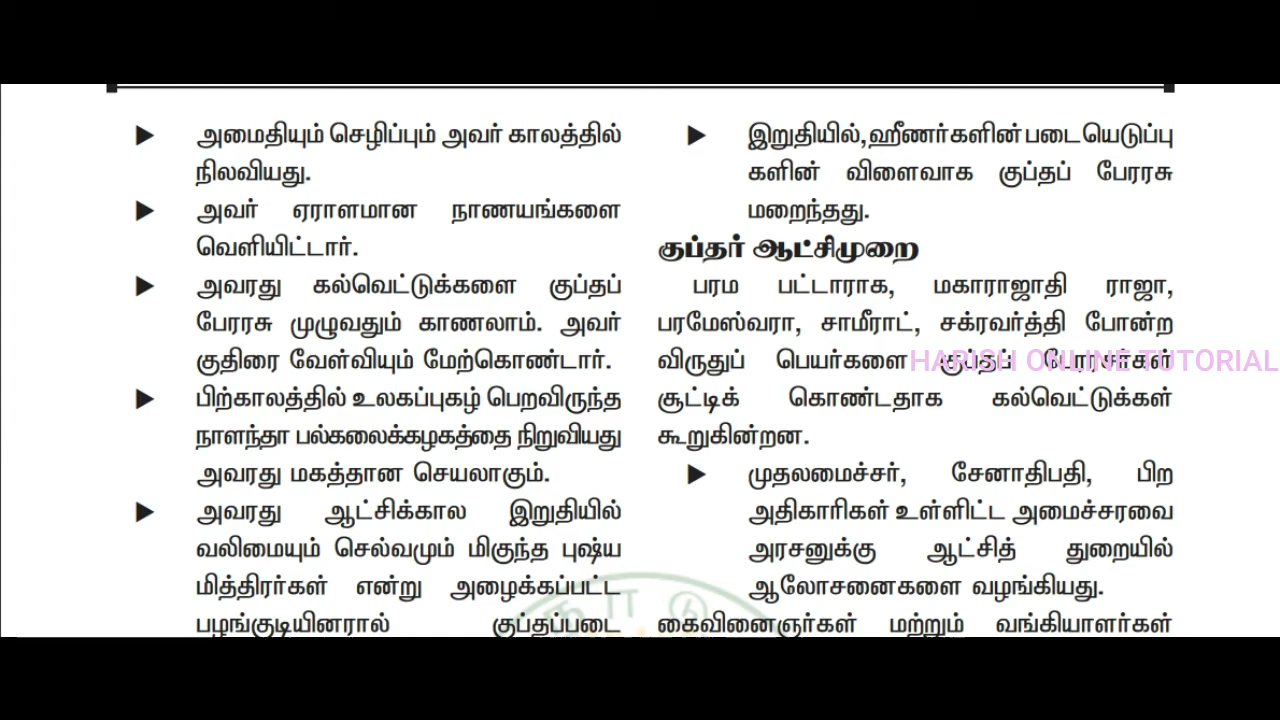 அமைதியும் செழிப்பும் அவர் காலத்தில்
நிலவியது.
அவர் ஏராளமான நாணயங்களை
வெளியிட்டார்.
அவரது கல்வெட்டுக்களை குப்தப்
பேரரசு முழுவதும் காணலாம். அவர்
குதிரை வேள்வியும் மேற்கொண்டார்.
பிற்காலத்தில் உலகப்புகழ் பெறவிருந்த
நாளந்தா பல்கலைக்கழகத்தை நிறுவியது
அவரது மகத்தான செயலாகும்.
அவரது ஆட்சிக்கால இறுதியில்
வலிமையும் செல்வமும் மிகுந்த புஷ்ய
மித்திரர்கள் என்று அழைக்கப்பட்ட
பழங்குடியினரால் குப்தப்படை
இறுதியில், ஹீணர்களின் படையெடுப்பு
களின் விளைவாக குப்தப் பேரரசு
மறைந்தது.
குப்தர் ஆட்சிமுறை
பரம பட்டாராக, மகாராஜாதி ராஜா,
பரமேஸ்வரா, சாமீராட், சக்ரவர்த்தி போன்ற
விருதுப் பெயர்களை குப்தப் பேரரசர்கள்
சூட்டிக் கொண்டதாக கல்வெட்டுக்கள்
கூறுகின்றன.
முதலமைச்சர், சேனாதிபதி, பிற
அதிகாரிகள் உள்ளிட்ட அமைச்சரவை
அரசனுக்கு ஆட்சித் துறையில்
ஆலோசனைகளை வழங்கியது.
கைவினைஞர்கள் மற்றும் வங்கியாளர்கள்
HARISH ONLINE TUTORIAL